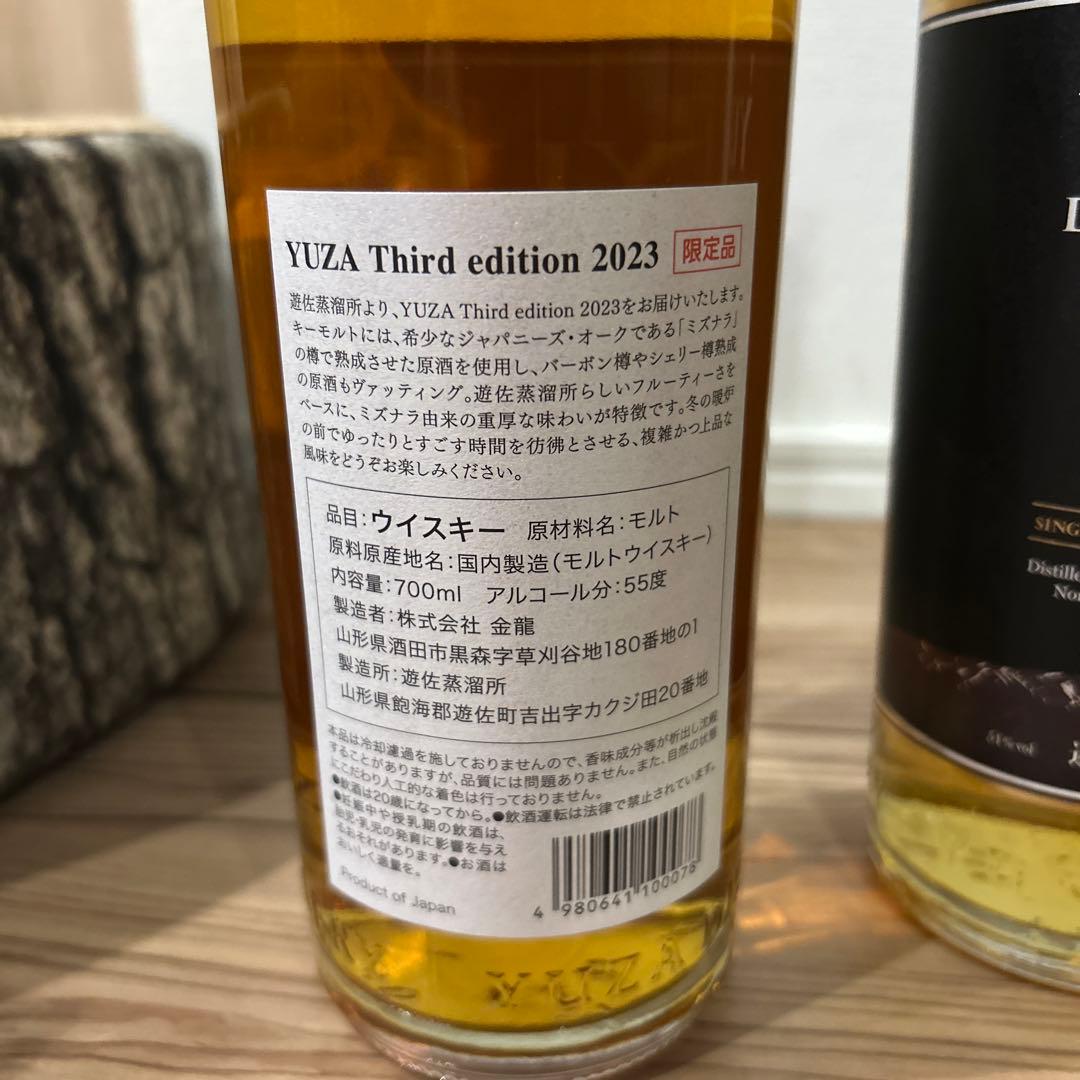 YUZA Third edition 2023 限定品
遊佐蒸溜所より、YUZA Third edition 2023をお届けいたします。
キーモルトには、希少なジャパニーズ・オークである「ミズナラ」
の樽で熟成させた原酒を使用し、バーボン樽やシェリー樽熟成
の原酒もヴァッティング。遊佐蒸溜所らしいフルーティーさを
ベースに、ミズナラ由来の重厚な味わいが特徴です。冬の暖炉
の前でゆったりとすごす時間を彷彿とさせる、複雑かつ上品な
風味をどうぞお楽しみください。
品目：ウイスキー 原材料名：モルト
原料原産地名：国内製造（モルトウイスキー）
内容量：700ml アルコール分：55度
製造者：株式会社 金龍
山形県酒田市黒森字草刈谷地180番地の1
製造所：遊佐蒸溜所
山形県飽海郡遊佐町吉出字カクジ田20番地
本品は冷却濾過を施しておりませんので、香味成分等が析出し沈殿
することがありますが、品質には問題ありません。また、自然の状態
にこだわり人工的な着色は行っておりません。
●飲酒は20歳になってから。●飲酒運転は法律で禁止されています。
●妊娠中や授乳期の飲酒は、
胎児・乳児の発育に影響を与え
るおそれがあります。●お酒は
おいしく適量を。
Product of Japan
4 980641 100076
YUZA
SING
Distille
No
51% vol